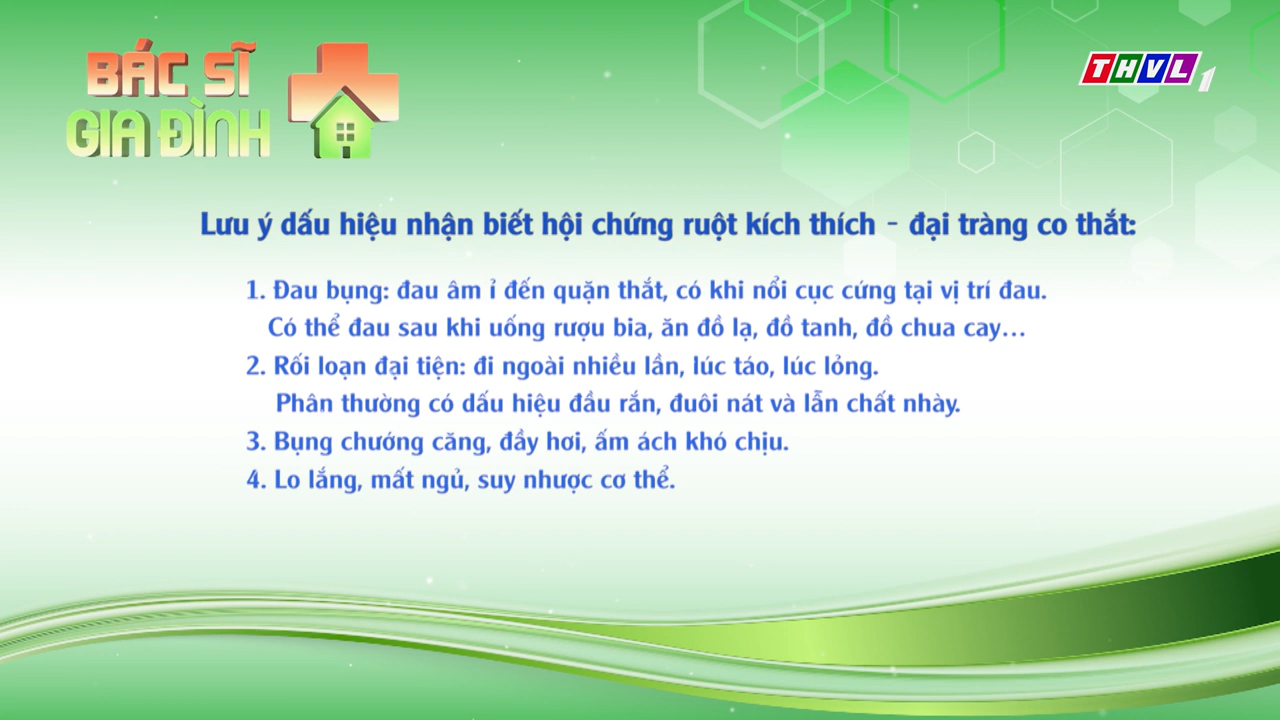 BÁC SĨ
GIA ĐÌNH
THVL 1
Lưu ý dấu hiệu nhận biết hội chứng ruột kích thích - đại tràng co thắt:
1. Đau bụng: đau âm ỉ đến quặn thắt, có khi nổi cục cứng tại vị trí đau.
Có thể đau sau khi uống rượu bia, ăn đồ lạ, đồ tanh, đồ chua cay...
2. Rối loạn đại tiện: đi ngoài nhiều lần, lúc táo, lúc lỏng.
Phân thường có dấu hiệu đầu rắn, đuôi nát và lẫn chất nhày.
3. Bụng chướng căng, đầy hơi, ấm ách khó chịu.
4. Lo lắng, mất ngủ, suy nhược cơ thể.